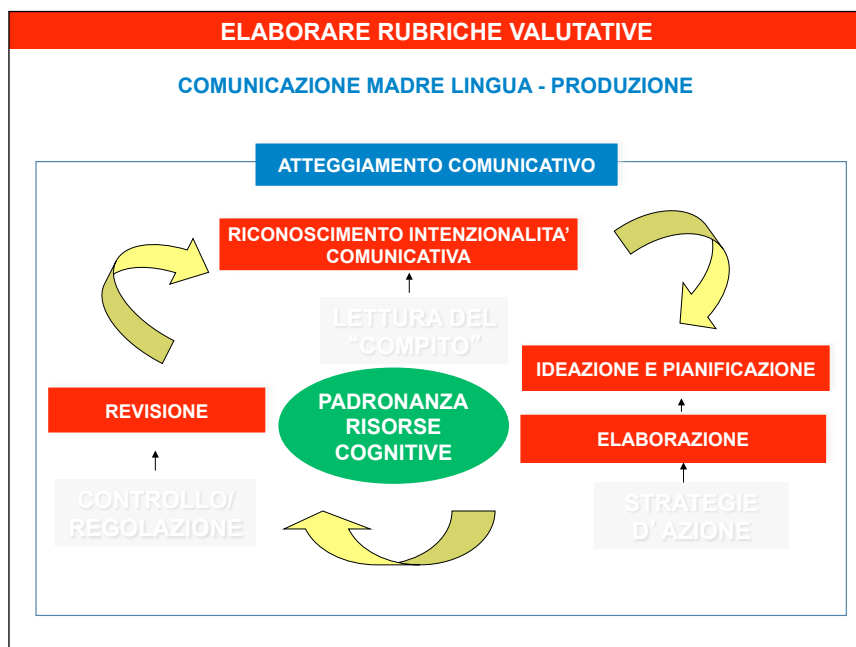 ELABORARE RUBRICHE VALUTATIVE
COMUNICAZIONE MADRE LINGUA - PRODUZIONE
ATTEGGIAMENTO COMUNICATIVO
RICONOSCIMENTO INTENZIONALITA’
COMUNICATIVA
LETTURA DEL
“COMPITO”
IDEAZIONE E PIANIFICAZIONE
REVISIONE
PADRONANZA
RISORSE
COGNITIVE
ELABORAZIONE
CONTROLLO/
REGOLAZIONE
STRATEGIE
D’ AZIONE